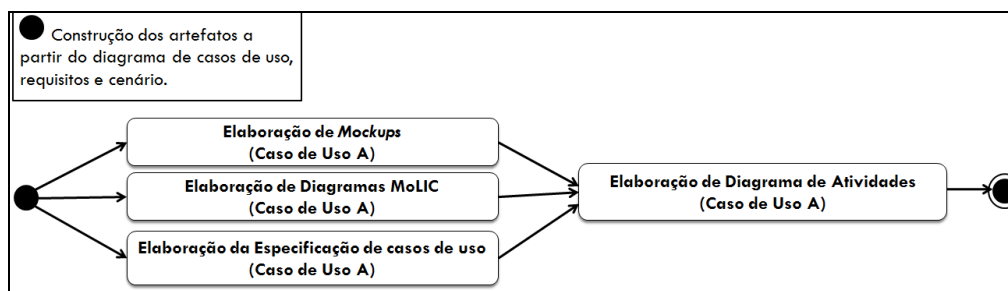 Construção dos artefatos a
partir do diagrama de casos de uso,
requisitos e cenário.
Elaboração de Mockups
(Caso de Uso A)
Elaboração de Diagramas MoLIC
(Caso de Uso A)
Elaboração da Especificação de casos de uso
(Caso de Uso A)
Elaboração de Diagrama de Atividades
(Caso de Uso A)